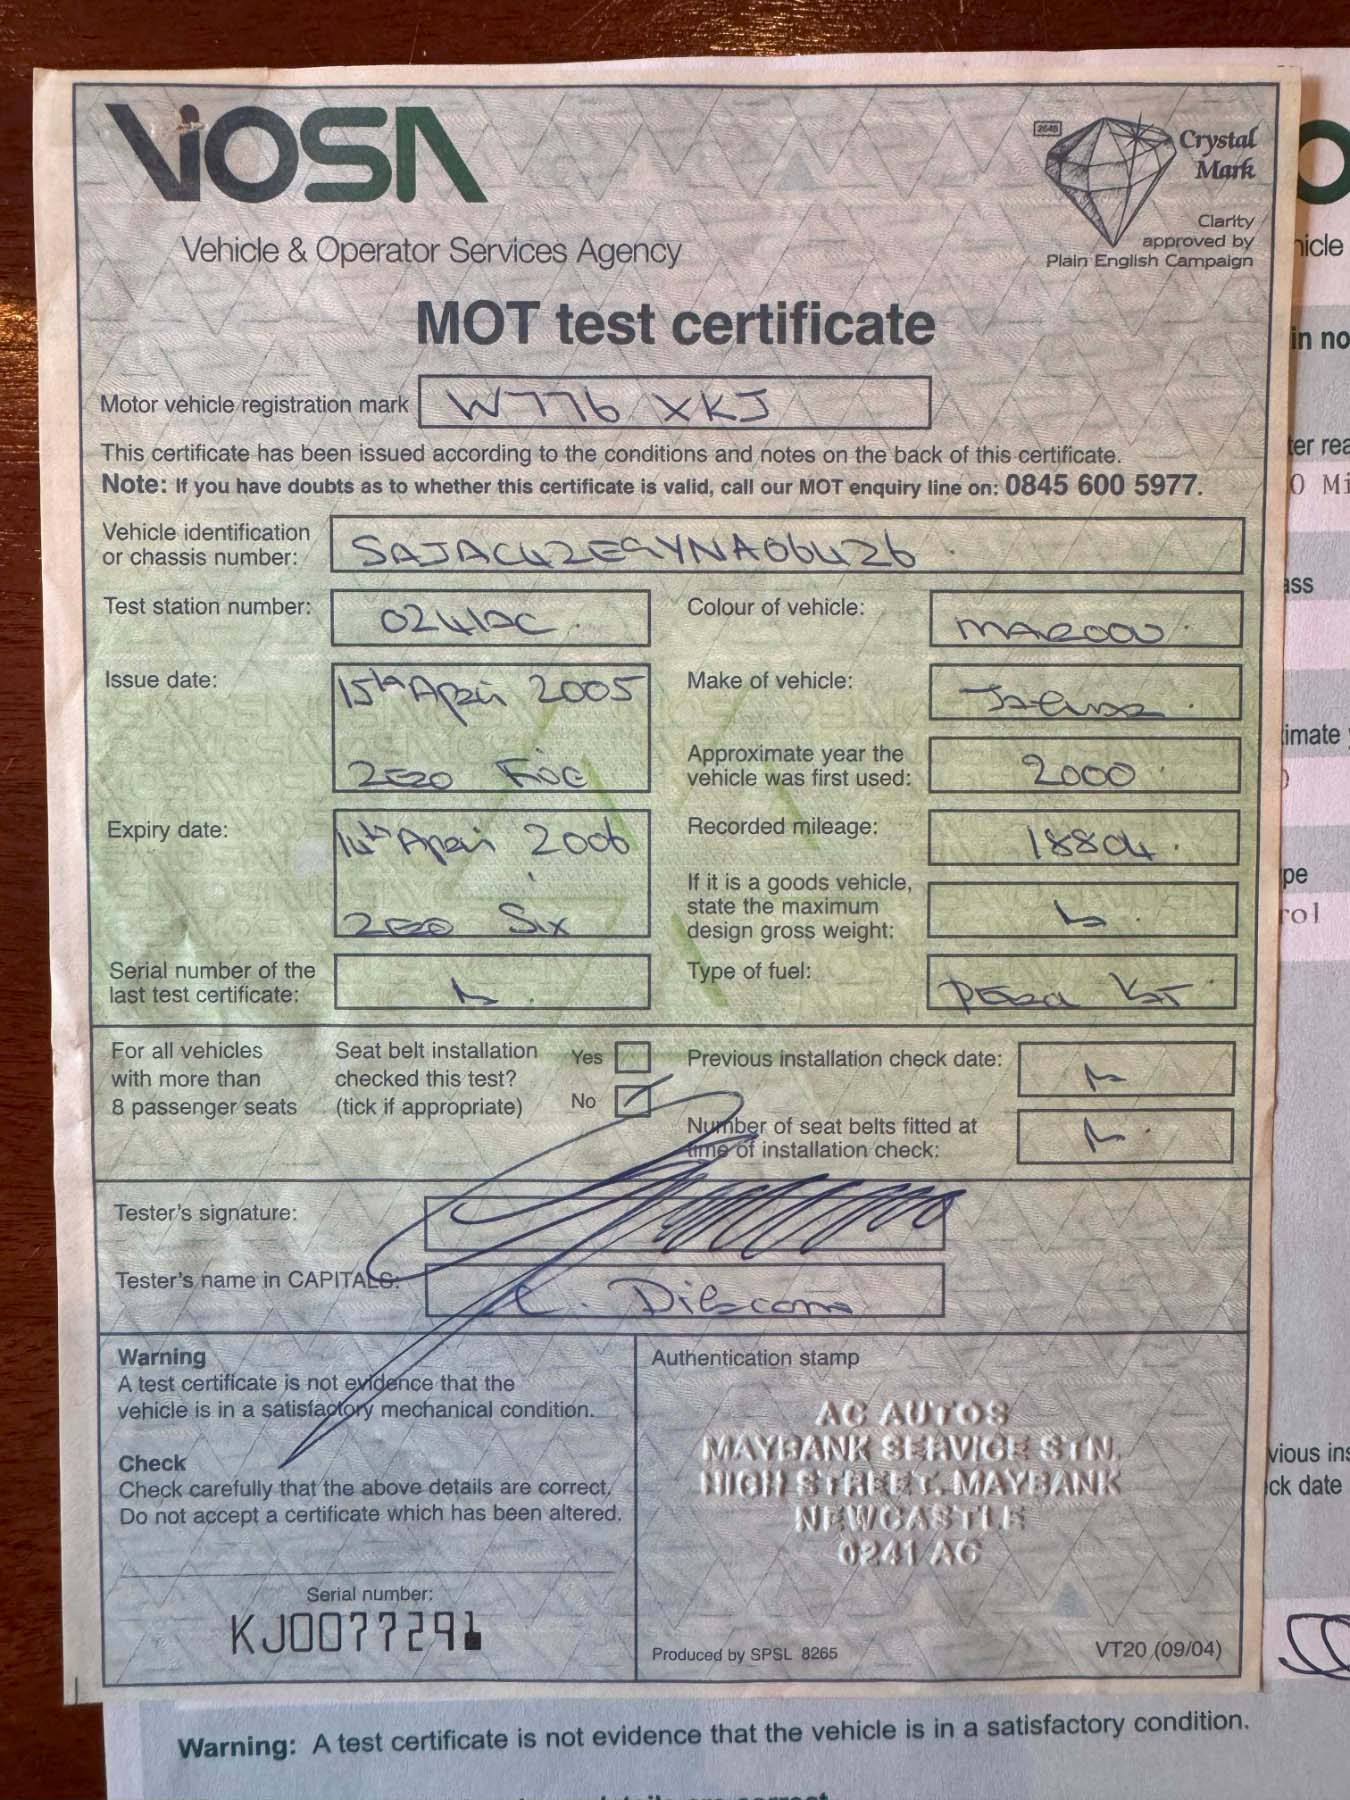 VOSA
Vehicle & Operator Services Agency
2648
Crystal
Mark
Clarity
approved by
Plain English Campaign
MOT test certificate
Motor vehicle registration mark W776 XKJ
This certificate has been issued according to the conditions and notes on the back of this certificate.
Note: If you have doubts as to whether this certificate is valid, call our MOT enquiry line on: 0845 600 5977.
Vehicle identification
or chassis number: SAJAC42E9YNA06426
Test station number: 0241AC
Colour of vehicle: MAROON
Issue date: 15th April 2005
ZERO FIVE
Make of vehicle: Jaguar
Approximate year the
vehicle was first used: 2000
Expiry date: 14th April 2006
ZERO SIX
Recorded mileage: 18804
If it is a goods vehicle,
state the maximum
design gross weight:
Serial number of the
last test certificate:
Type of fuel: PETROL
For all vehicles
with more than
8 passenger seats
Seat belt installation
checked this test?
(tick if appropriate)
Yes
No
Previous installation check date:
Number of seat belts fitted at
time of installation check:
Tester's signature:
Tester's name in CAPITALS: C.
Warning
A test certificate is not evidence that the
vehicle is in a satisfactory mechanical condition.
Check
Check carefully that the above details are correct.
Do not accept a certificate which has been altered.
Serial number:
KJ0077291
Authentication stamp
AC AUTOS
MAYBANK SERVICE STN.
HIGH STREET. MAYBANK
NEWCASTLE
0241 AC
Produced by SPSL 8265
VT20 (09/04)
Warning: A test certificate is not evidence that the vehicle is in a satisfactory condition.